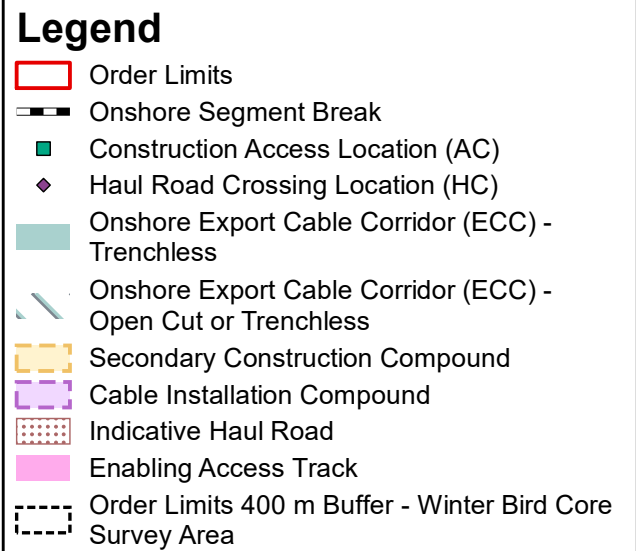 Legend
Order Limits
Onshore Segment Break
Construction Access Location (AC)
Haul Road Crossing Location (HC)
Onshore Export Cable Corridor (ECC) -
Trenchless
Onshore Export Cable Corridor (ECC) -
Open Cut or Trenchless
Secondary Construction Compound
Cable Installation Compound
Indicative Haul Road
Enabling Access Track
Order Limits 400 m Buffer - Winter Bird Core
Survey Area